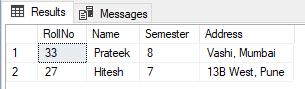 Results Messages
RollNo Name Semester Address
1 33 Prateek 8 Vashi, Mumbai
2 27 Hitesh 7 13B West, Pune